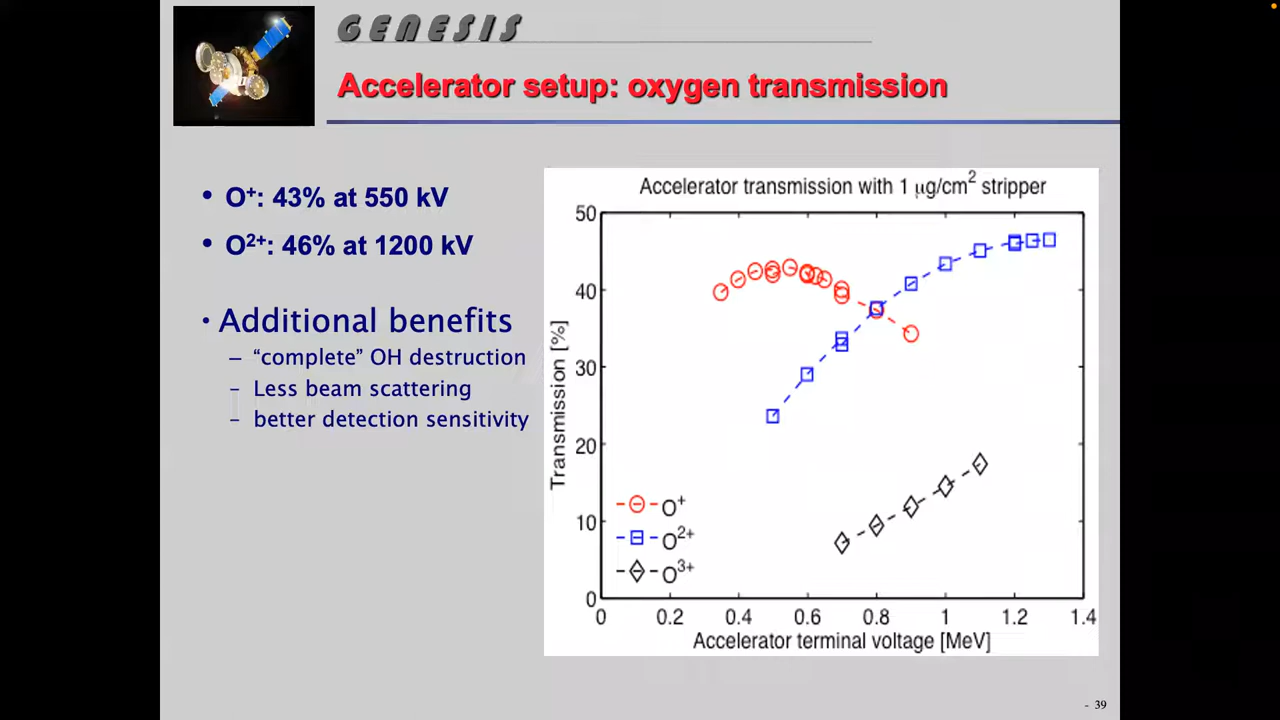 GENESIS
Accelerator setup: oxygen transmission
• O⁺: 43% at 550 kV
• O²⁺: 46% at 1200 kV
• Additional benefits
– “complete” OH destruction
– Less beam scattering
– better detection sensitivity
Accelerator transmission with 1 μg/cm² stripper
50
40
30
20
10
0
Transmission [%]
O⁺
O²⁺
O³⁺
0 0.2 0.4 0.6 0.8 1 1.2 1.4
Accelerator terminal voltage [MeV]
- 39